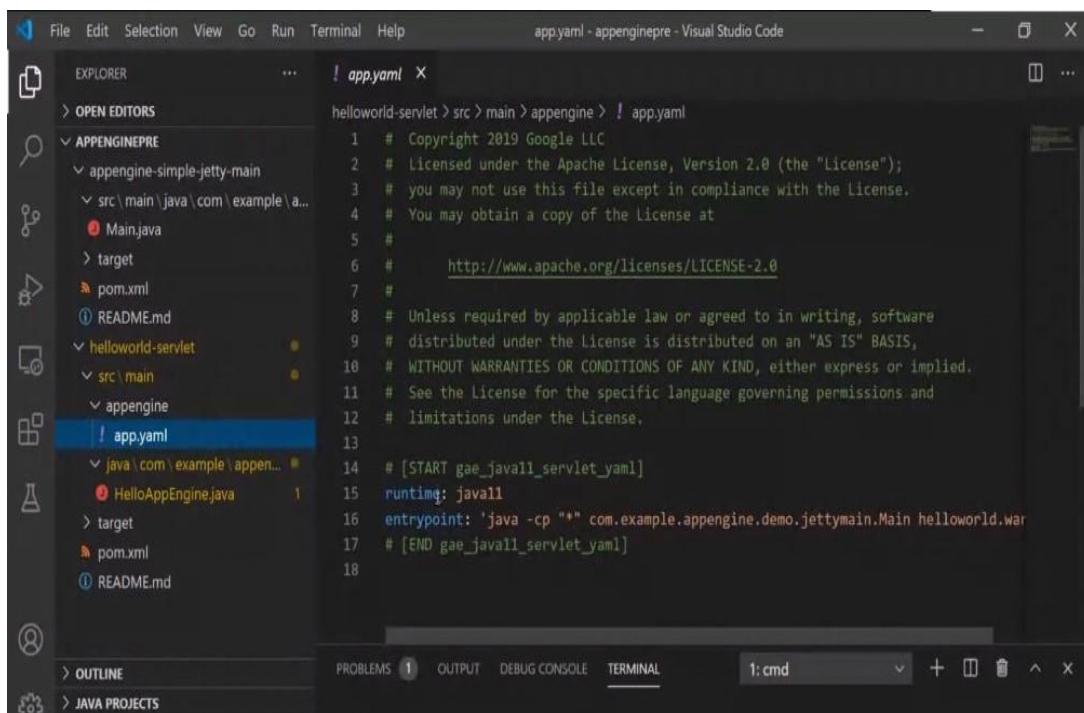 File Edit Selection View Go Run Terminal Help app.yaml - appenginepre - Visual Studio Code
EXPLORER
OPEN EDITORS
APPENGINEPRE
appengine-simple-jetty-main
src\main\java\com\example\a...
Main.java
target
pom.xml
README.md
helloworld-servlet
src\main
appengine
! app.yaml
java\com\example\appen...
HelloAppEngine.java 1
target
pom.xml
README.md
OUTLINE
JAVA PROJECTS
! app.yaml
helloworld-servlet > src > main > appengine > ! app.yaml
1 # Copyright 2019 Google LLC
2 # Licensed under the Apache License, Version 2.0 (the "License");
3 # you may not use this file except in compliance with the License.
4 # You may obtain a copy of the License at
5 #
6 # http://www.apache.org/licenses/LICENSE-2.0
7 #
8 # Unless required by applicable law or agreed to in writing, software
9 # distributed under the License is distributed on an "AS IS" BASIS,
10 # WITHOUT WARRANTIES OR CONDITIONS OF ANY KIND, either express or implied.
11 # See the License for the specific language governing permissions and
12 # limitations under the License.
13
14 # [START gae_java11_servlet_yaml]
15 runtime: java11
16 entrypoint: 'java -cp "*" com.example.appengine.demo.jettymain.Main helloworld.war
17 # [END gae_java11_servlet_yaml]
18
PROBLEMS 1 OUTPUT DEBUG CONSOLE TERMINAL 1: cmd